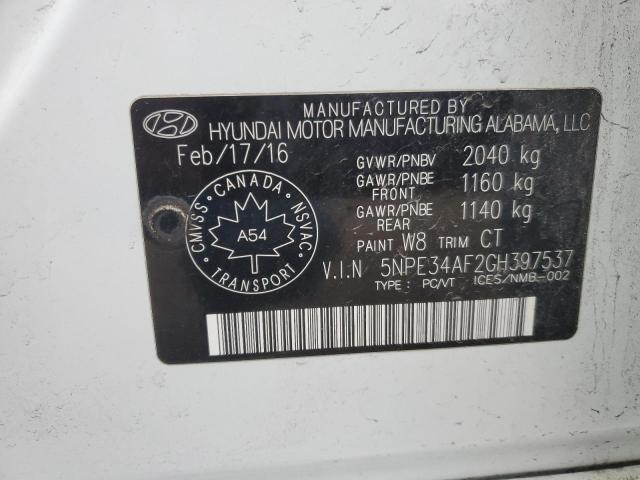 MANUFACTURED BY
HYUNDAI MOTOR MANUFACTURING ALABAMA, LLC
Feb/17/16
GVWR/PNBV 2040 kg
GAWR/PNBE FRONT 1160 kg
GAWR/PNBE REAR 1140 kg
PAINT W8 TRIM CT
V.I.N 5NPE34AF2GH397537
TYPE : PC/VT ICES/NMB-002
CMVSS CANADA NSVAC TRANSPORT
A54